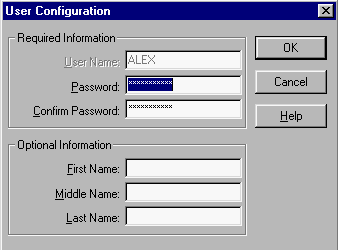 User Configuration
Required Information
OK
User Name: ALEX
Password: ***********
Cancel
Confirm Password: ***********
Help
Optional Information
First Name:
Middle Name:
Last Name: